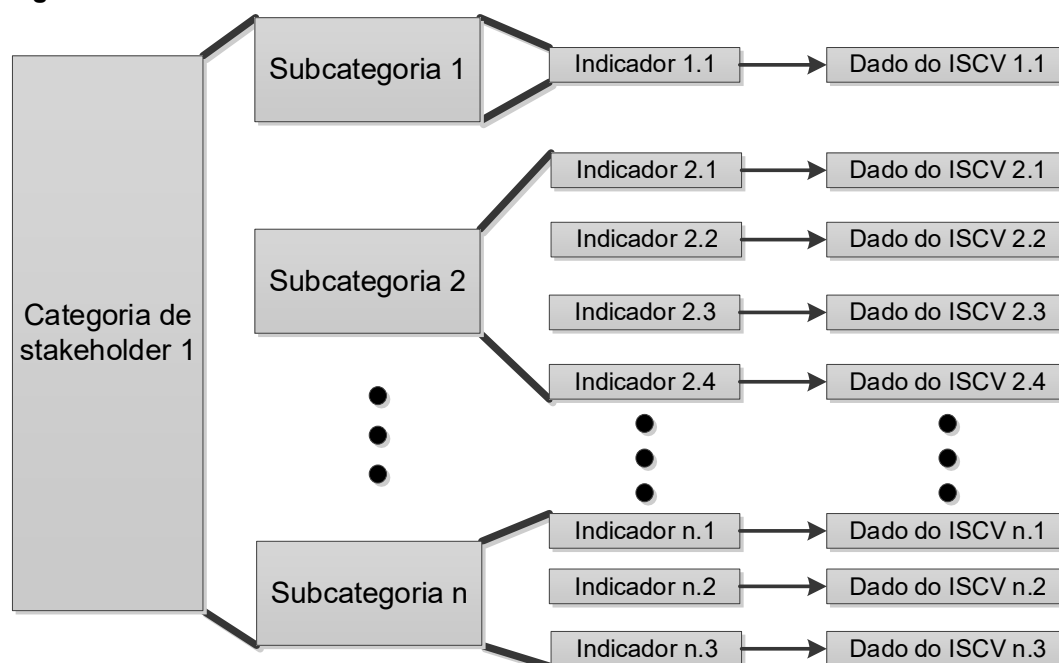 Categoria de
stakeholder 1
Subcategoria 1
Indicador 1.1
Dado do ISCV 1.1
Subcategoria 2
Indicador 2.1
Dado do ISCV 2.1
Indicador 2.2
Dado do ISCV 2.2
Indicador 2.3
Dado do ISCV 2.3
Indicador 2.4
Dado do ISCV 2.4
Subcategoria n
Indicador n.1
Dado do ISCV n.1
Indicador n.2
Dado do ISCV n.2
Indicador n.3
Dado do ISCV n.3